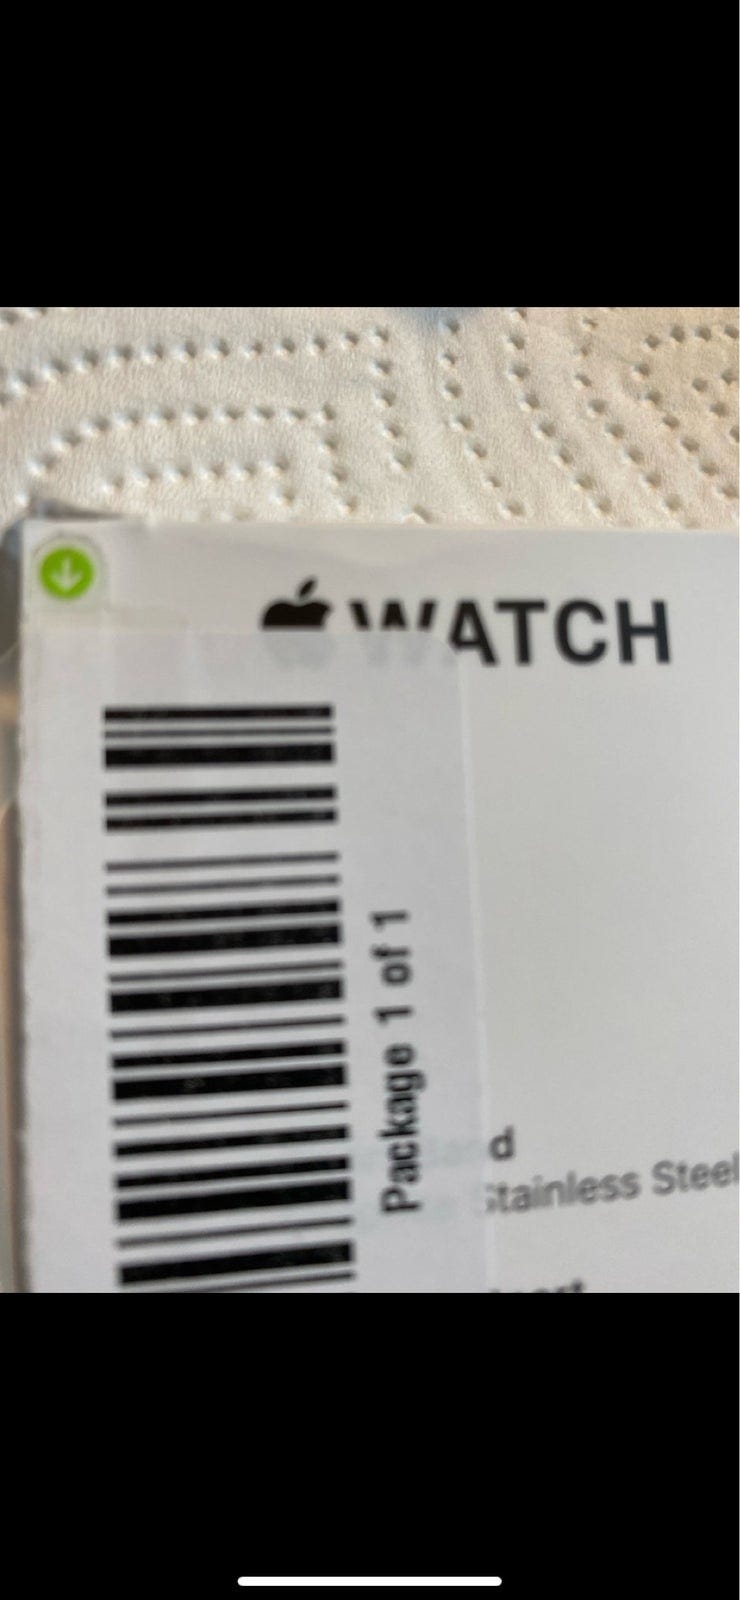 WATCH
Package 1 of 1
d
Stainless Steel